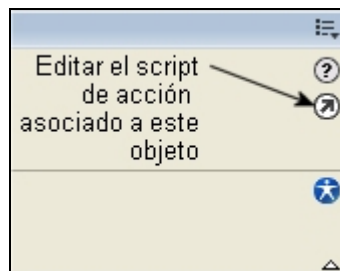 Editar el script
de acción
asociado a este
objeto
?